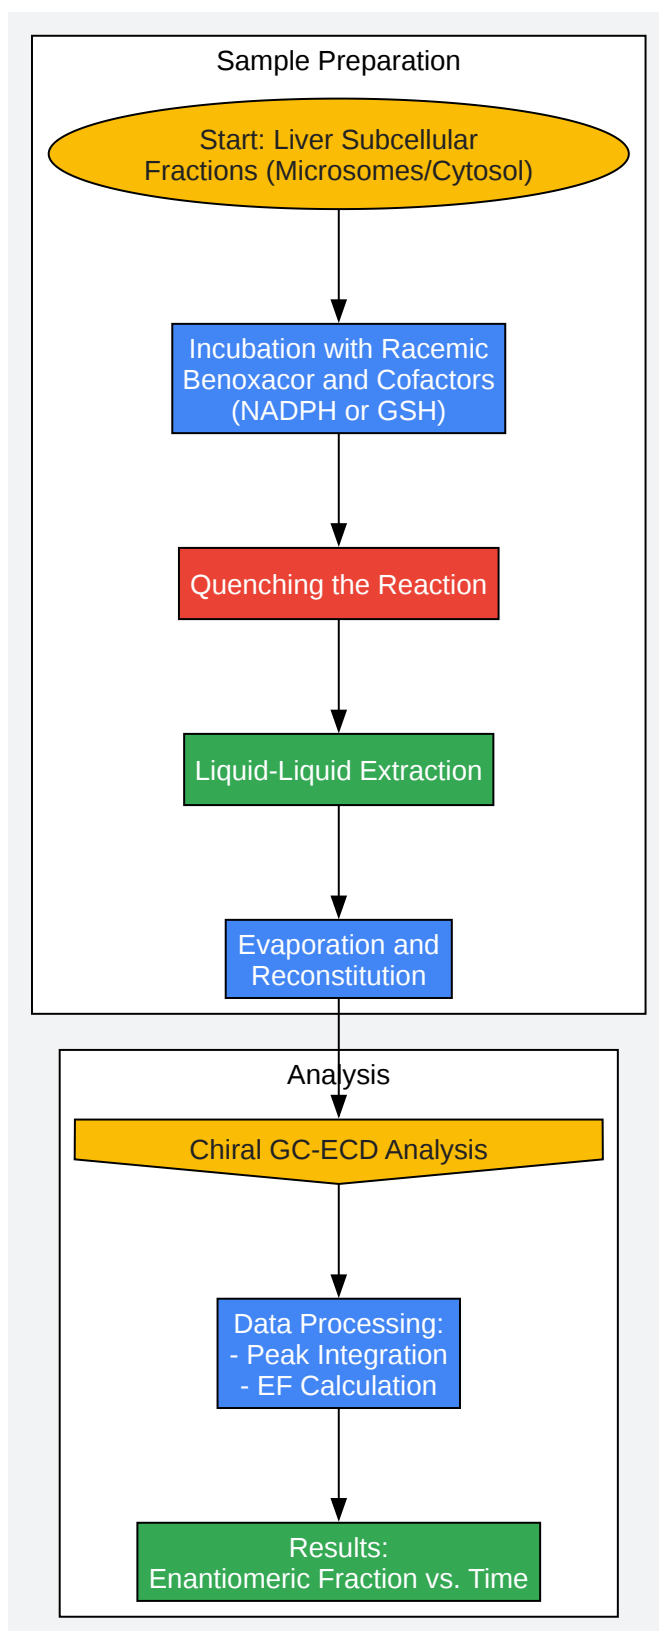 Sample Preparation
Start: Liver Subcellular
Fractions (Microsomes/Cytosol)
Incubation with Racemic
Benoxacor and Cofactors
(NADPH or GSH)
Quenching the Reaction
Liquid-Liquid Extraction
Evaporation and
Reconstitution
Analysis
Chiral GC-ECD Analysis
Data Processing:
- Peak Integration
- EF Calculation
Results:
Enantiomeric Fraction vs. Time